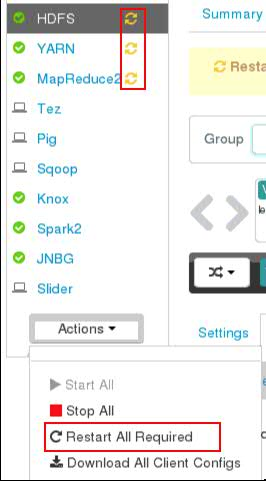 HDFS
YARN
MapReduce2
Tez
Pig
Sqoop
Knox
Spark2
JNBG
Slider
Actions
Start All
Stop All
Restart All Required
Download All Client Configs
Summary
Resta
Group
Settings